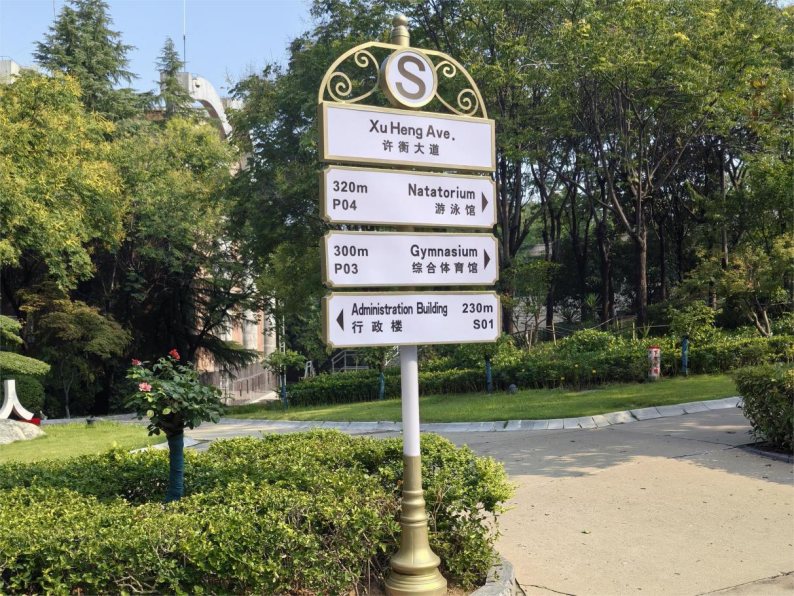 S
Xu Heng Ave.
许衡大道
320m Natatorium
P04 游泳馆
300m Gymnasium
P03 综合体育馆
Administration Building 230m
行政楼 S01